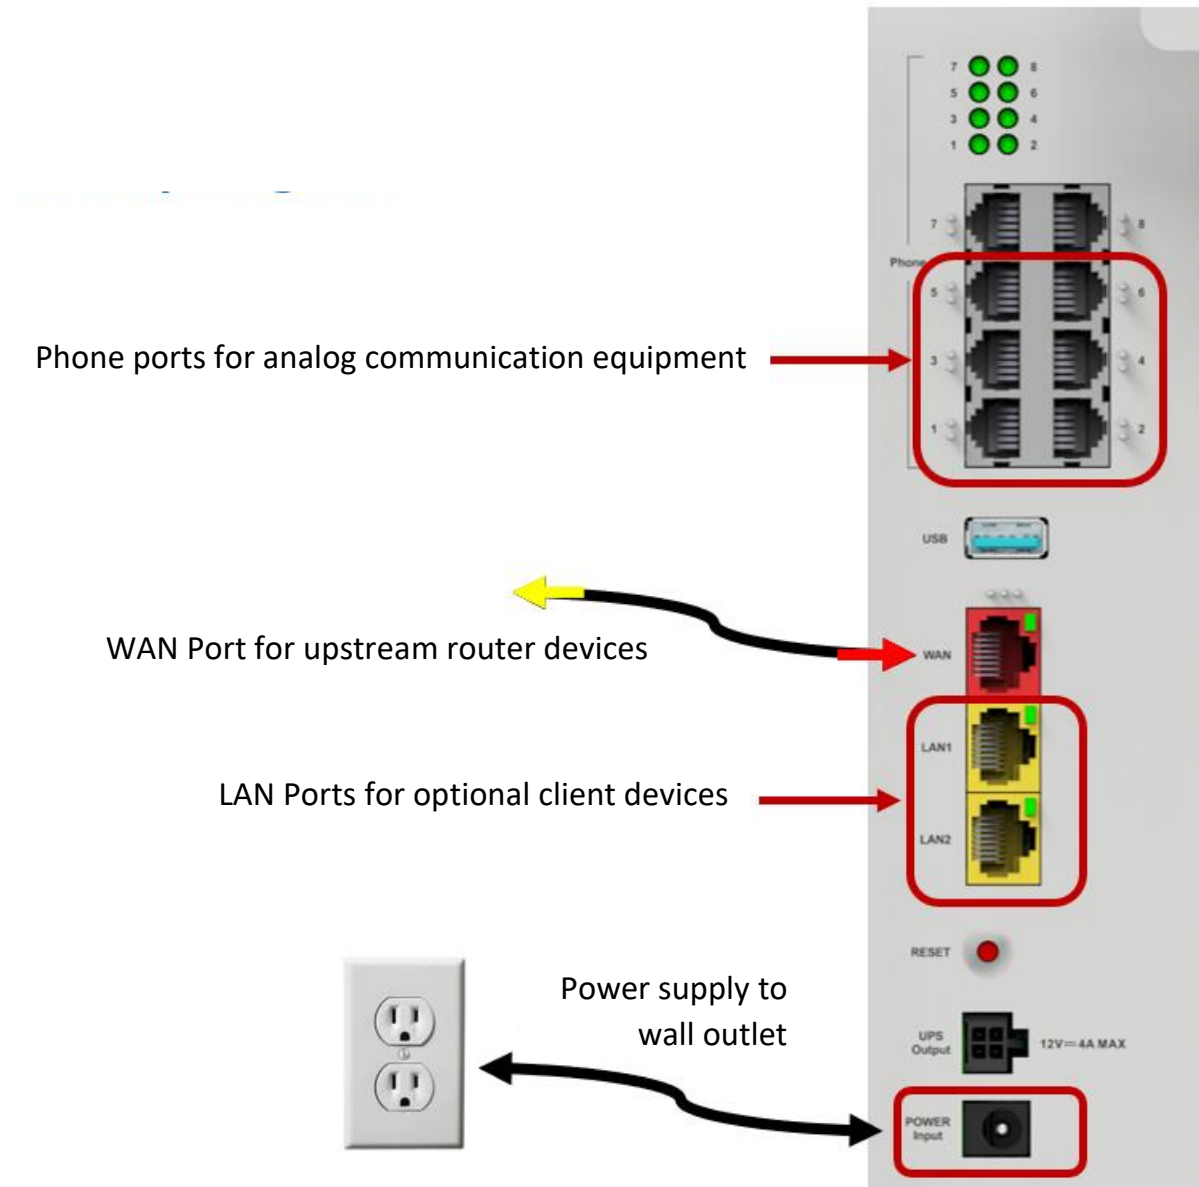 7 8
5 6
3 4
1 2
7 8
Phone
5 6
Phone ports for analog communication equipment
3 4
1 2
USB
WAN Port for upstream router devices
WAN
LAN1
LAN Ports for optional client devices
LAN2
RESET
Power supply to
wall outlet
UPS
Output
12V⎓4A MAX
POWER
Input